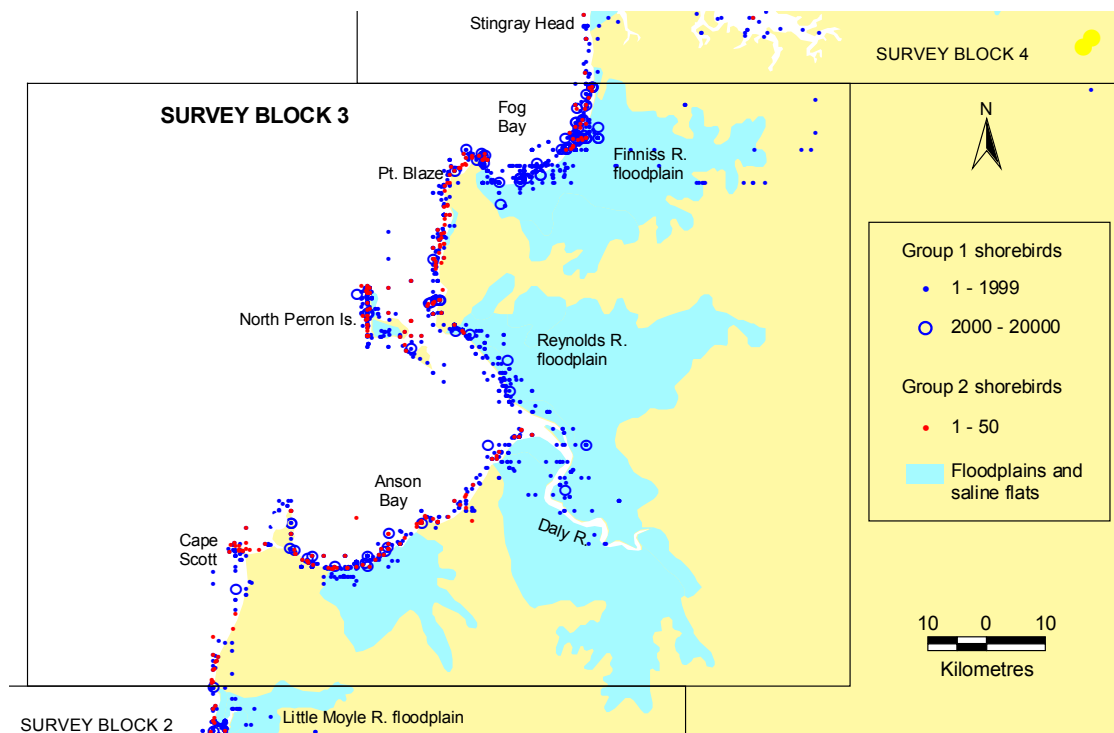 Stingray Head
SURVEY BLOCK 4
SURVEY BLOCK 3
Fog
Bay
N
Finniss R.
floodplain
Pt. Blaze
Group 1 shorebirds
1 - 1999
2000 - 20000
North Perron Is.
Reynolds R.
floodplain
Group 2 shorebirds
1 - 50
Floodplains and
saline flats
Anson
Bay
Daly R.
Cape
Scott
10 0 10
Kilometres
Little Moyle R. floodplain
SURVEY BLOCK 2